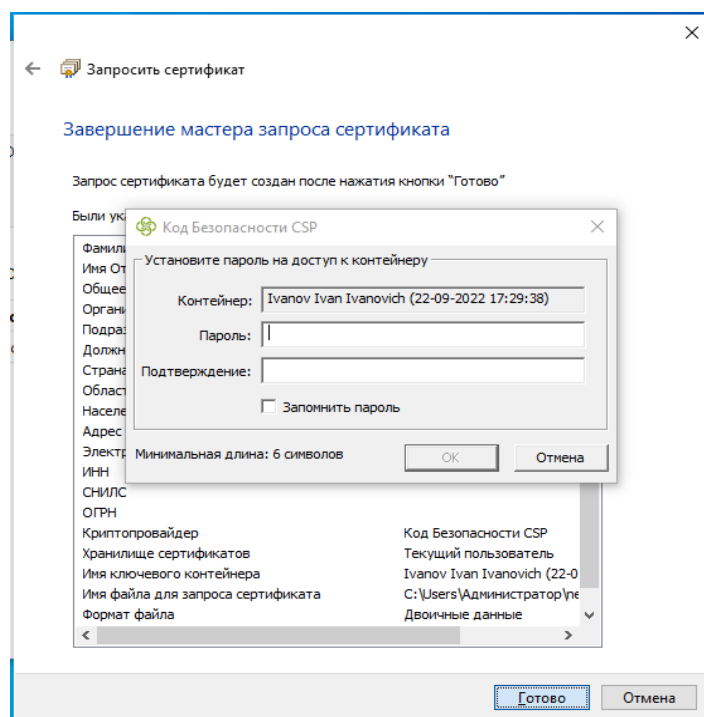 Запросить сертификат
Завершение мастера запроса сертификата
Запрос сертификата будет создан после нажатия кнопки "Готово"
Были
Код Безопасности CSP
Установите пароль на доступ к контейнеру
Контейнер: Ivanov Ivan Ivanovich (22-09-2022 17:29:38)
Пароль:
Подтверждение:
Запомнить пароль
Минимальная длина: 6 символов
ОК Отмена
Имя
ИНН
СНИЛС
ОГРН
Криптопровайдер Код Безопасности CSP
Хранилище сертификатов Текущий пользователь
Имя ключевого контейнера Ivanov Ivan Ivanovich (22-0
Имя файла для запроса сертификата C:\Users\Администратор\ne
Формат файла Двоичные данные
Готово Отмена